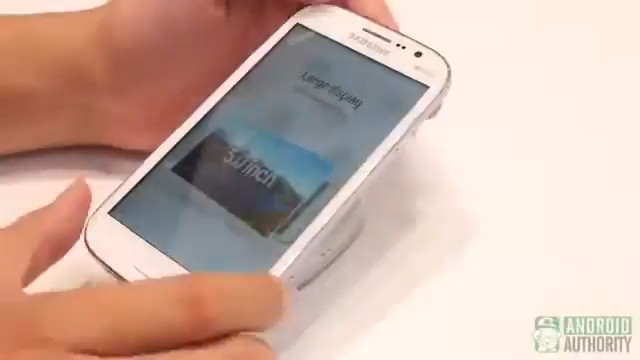 SAMSUNG
Large display
5.0 inch
ANDROID
AUTHORITY